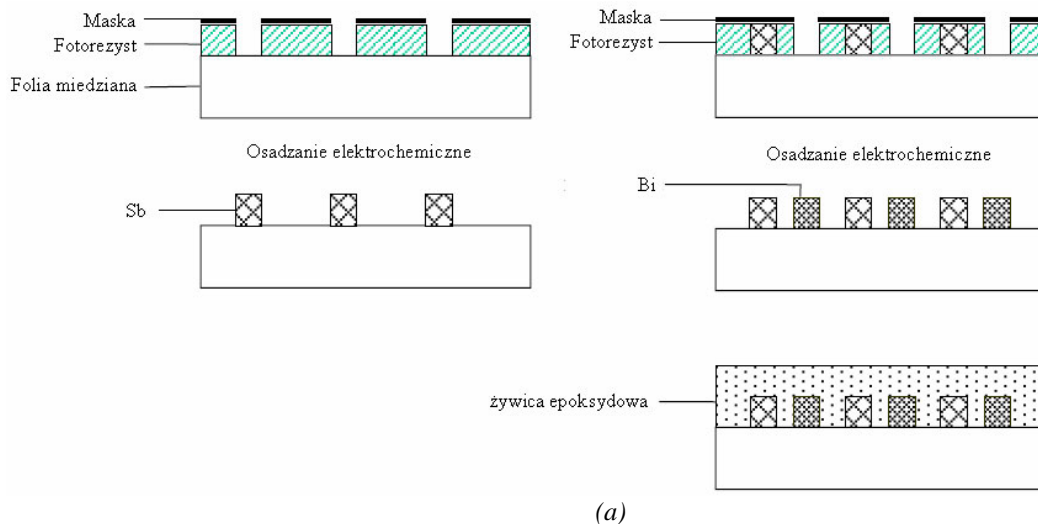 Maska
Fotorezyst
Folia miedziana
Osadzanie elektrochemiczne
Sb
Maska
Fotorezyst
Osadzanie elektrochemiczne
Bi
żywica epoksydowa
(a)